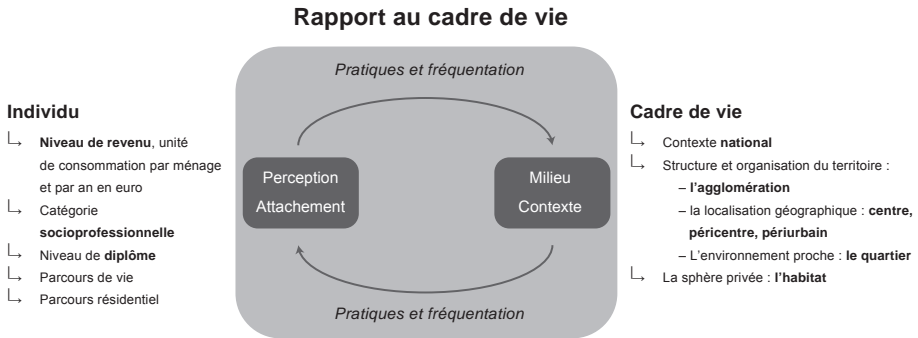 Rapport au cadre de vie
Pratiques et fréquentation
Individu
↳ Niveau de revenu, unité
de consommation par ménage
et par an en euro
↳ Catégorie
socioprofessionnelle
↳ Niveau de diplôme
↳ Parcours de vie
↳ Parcours résidentiel
Perception
Attachement
Milieu
Contexte
Cadre de vie
↳ Contexte national
↳ Structure et organisation du territoire :
– l'agglomération
– la localisation géographique : centre,
péricentre, périurbain
– L'environnement proche : le quartier
↳ La sphère privée : l'habitat
Pratiques et fréquentation